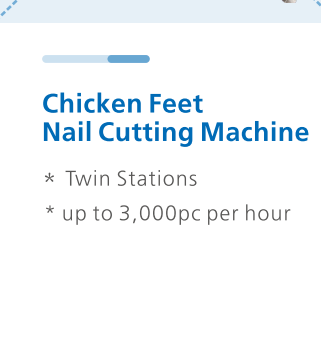 Chicken Feet
Nail Cutting Machine
* Twin Stations
* up to 3,000pc per hour